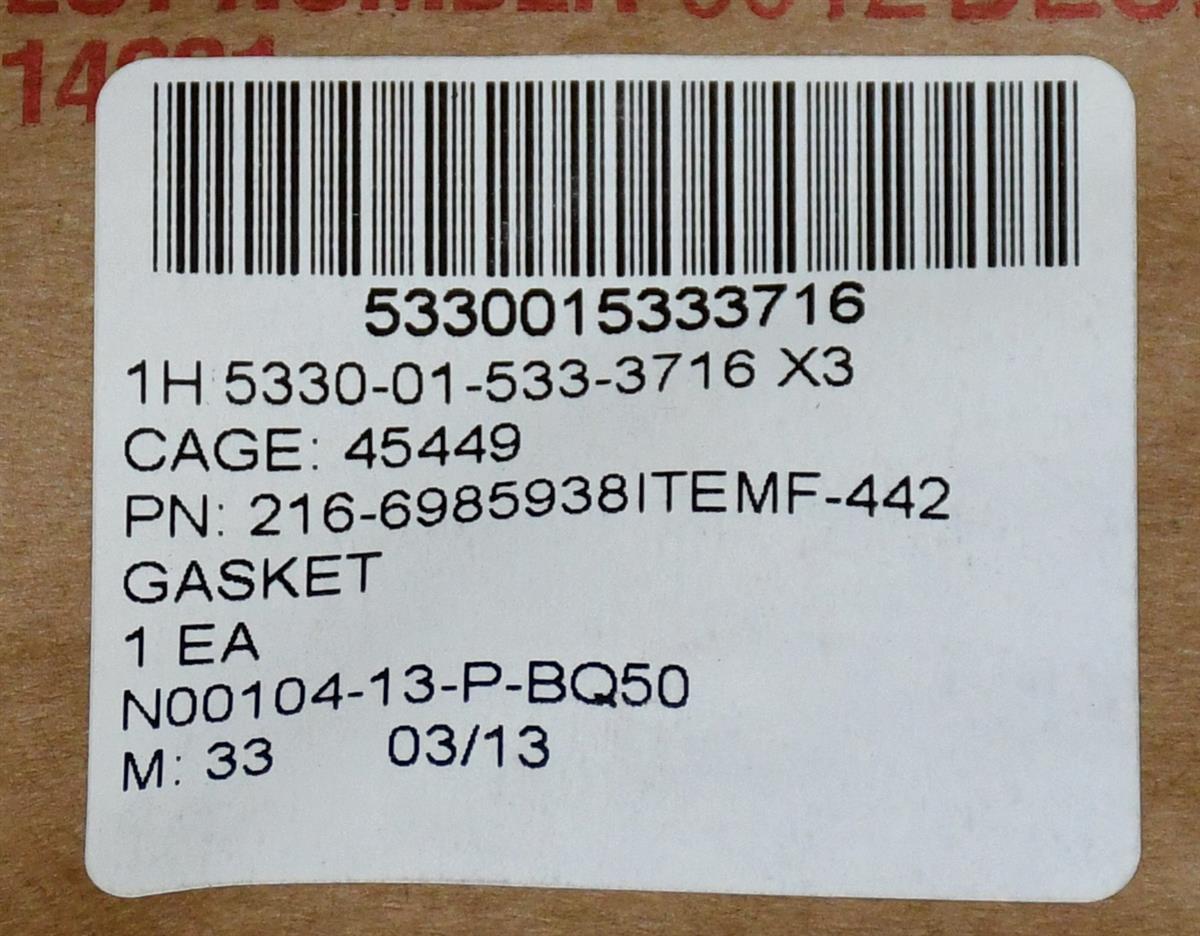 5330015333716
1H 5330-01-533-3716 X3
CAGE: 45449
PN: 216-6985938ITEMF-442
GASKET
1 EA
N00104-13-P-BQ50
M: 33 03/13